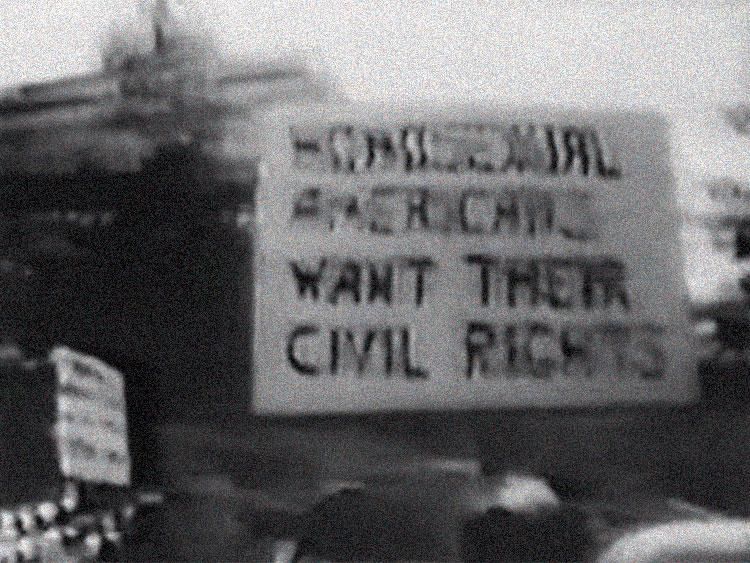 HOMOSEXUAL
AMERICANS
WANT THEIR
CIVIL RIGHTS